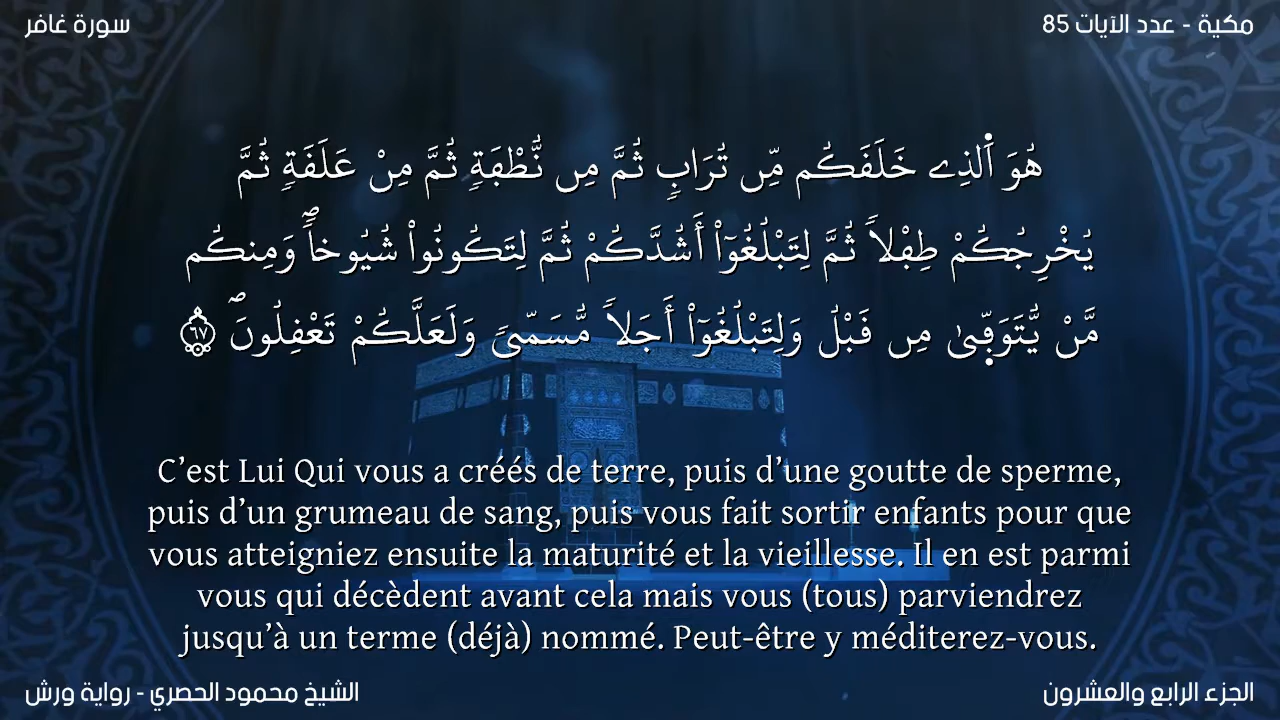 مكية - عدد الآيات 85
سورة غافر
هُوَ اَ۬لذِے خَلَقَكُم مِّن تُرَابٖ ثُمَّ مِن نُّطْفَةٖ ثُمَّ مِنْ عَلَقَةٖ ثُمَّ
يُخْرِجُكُمْ طِفْلاٗ ثُمَّ لِتَبْلُغُوٓاْ أَشُدَّكُمْ ثُمَّ لِتَكُونُواْ شُيُوخاٗۖ وَمِنكُم
مَّنْ يُّتَوَفّ۪ىٰ مِن قَبْلُ وَلِتَبْلُغُوٓاْ أَجَلاٗ مُّسَمّىٗ وَلَعَلَّكُمْ تَعْقِلُونَۖ ٦٧
C’est Lui Qui vous a créés de terre, puis d’une goutte de sperme,
puis d’un grumeau de sang, puis vous fait sortir enfants pour que
vous atteigniez ensuite la maturité et la vieillesse. Il en est parmi
vous qui décèdent avant cela mais vous (tous) parviendrez
jusqu’à un terme (déjà) nommé. Peut-être y méditerez-vous.
الجزء الرابع والعشرون
الشيخ محمود الحصري - رواية ورش